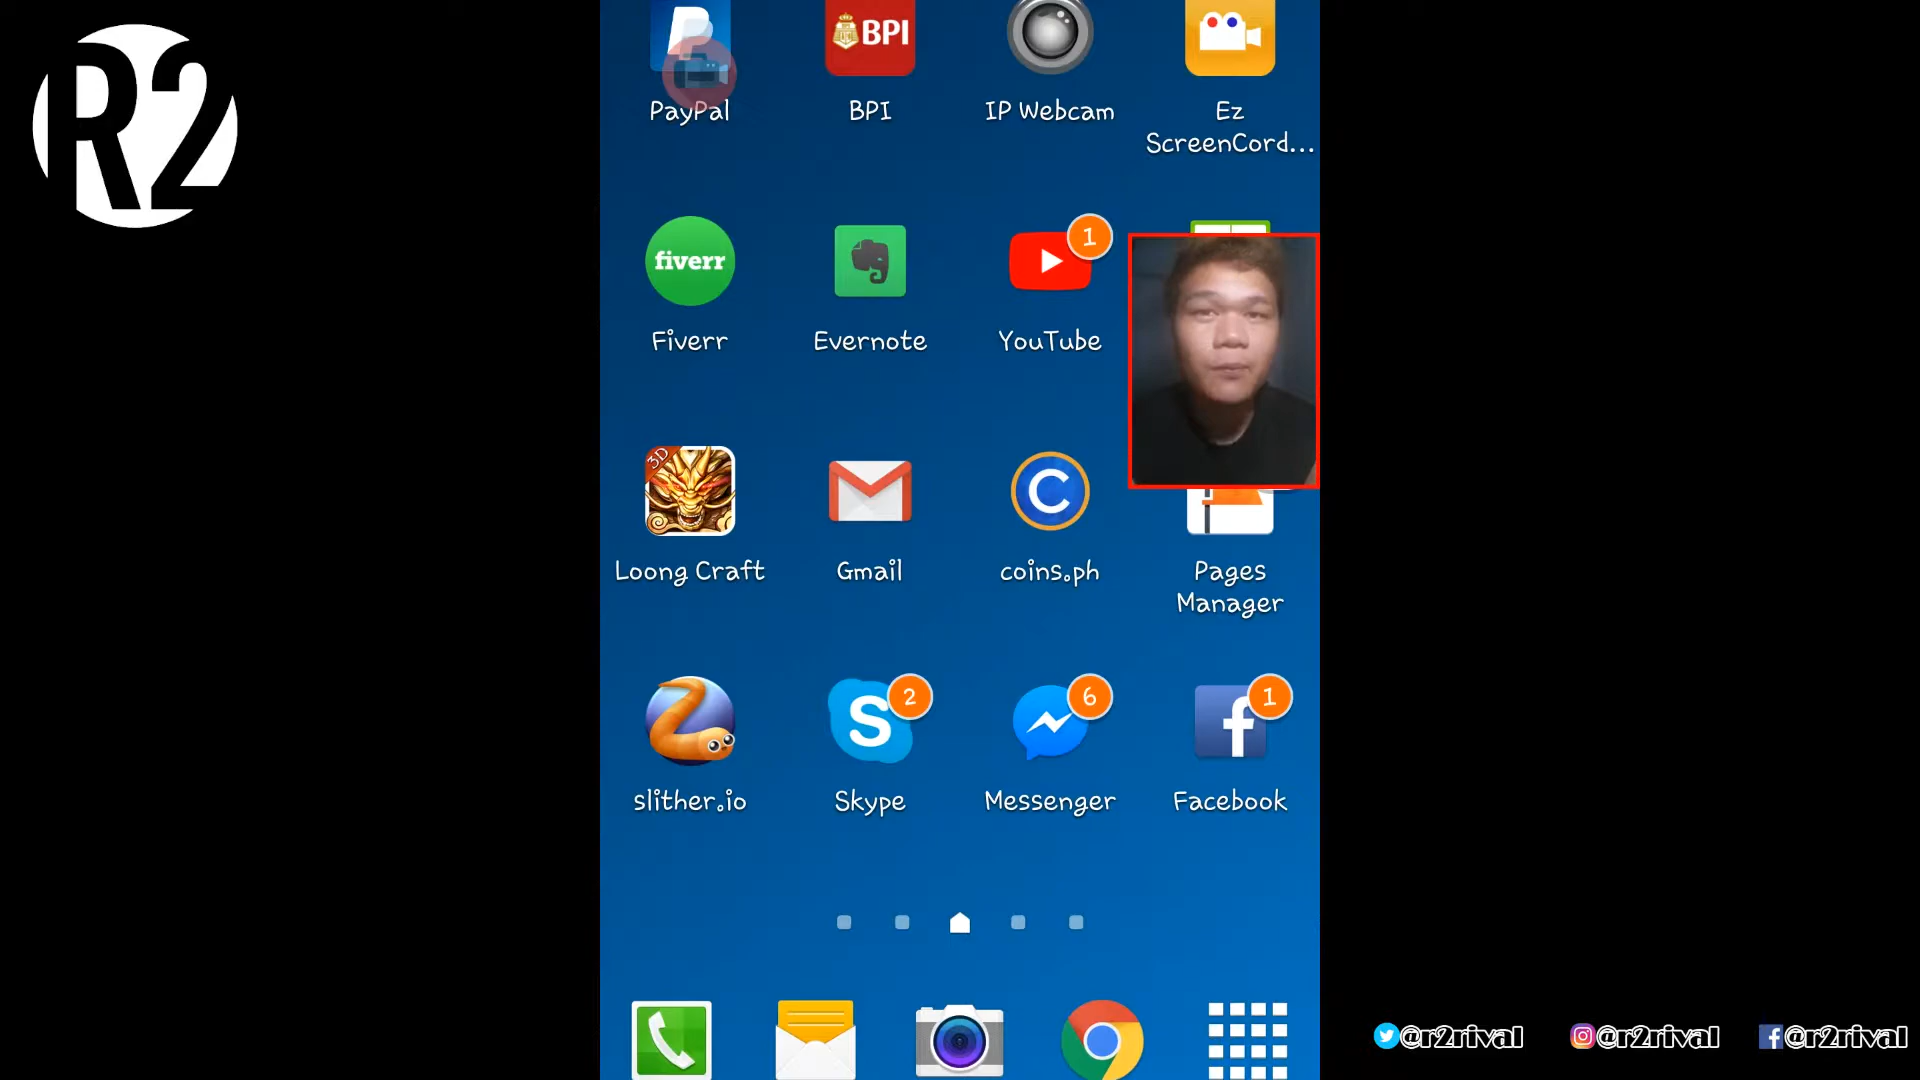 R2
BPI
PayPal
BPI
IP Webcam
Ez
ScreenCord...
fiverr
1
Fiverr
Evernote
YouTube
3D
C
Loong Craft
Gmail
coins.ph
Pages
Manager
S
2
6
f
1
slither.io
Skype
Messenger
Facebook
@r2rival
@r2rival
@r2rival